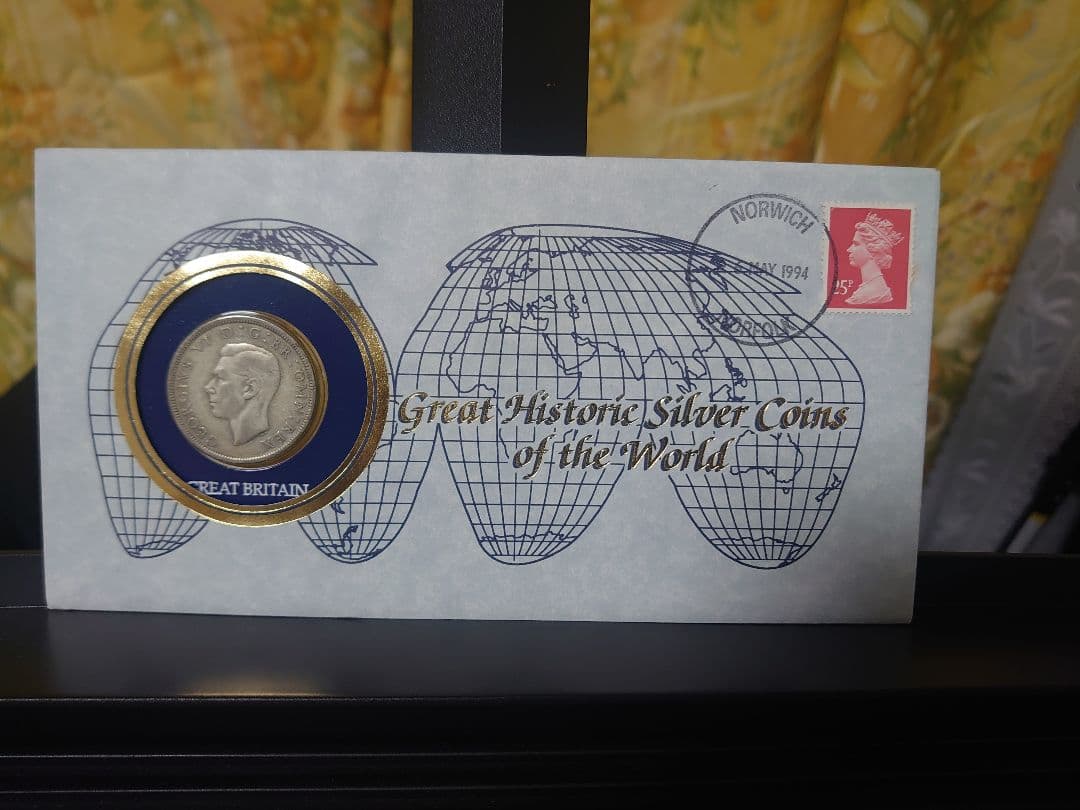 NORWICH
MAY 1994
NORFOLK
25P
GEORGIVS VI D:G:BR: OMN: REX
GREAT BRITAIN
Great Historic Silver Coins
of the World